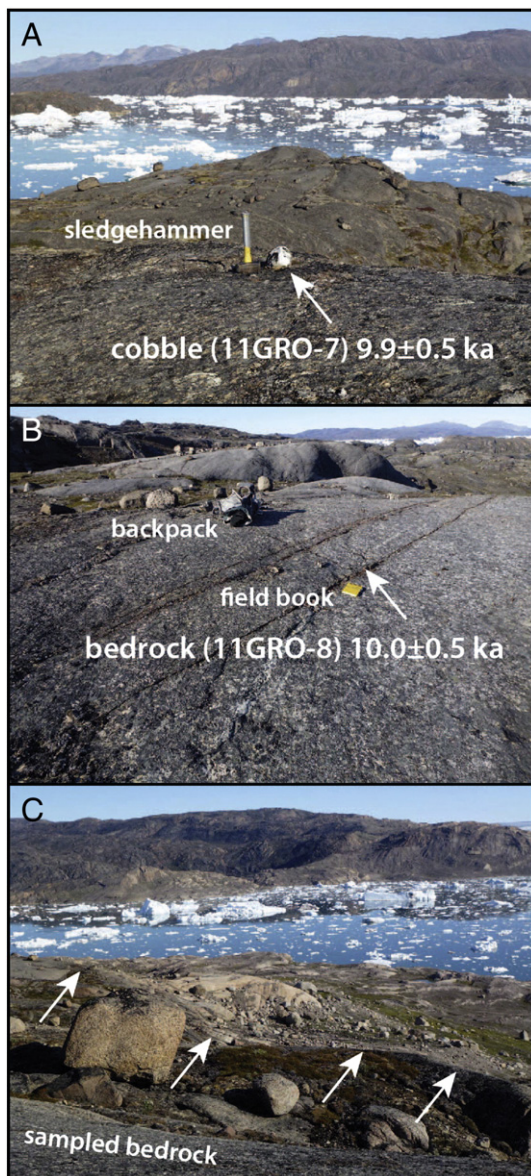 A
sledgehammer
cobble (11GRO-7) 9.9±0.5 ka
B
backpack
field book
bedrock (11GRO-8) 10.0±0.5 ka
C
sampled bedrock